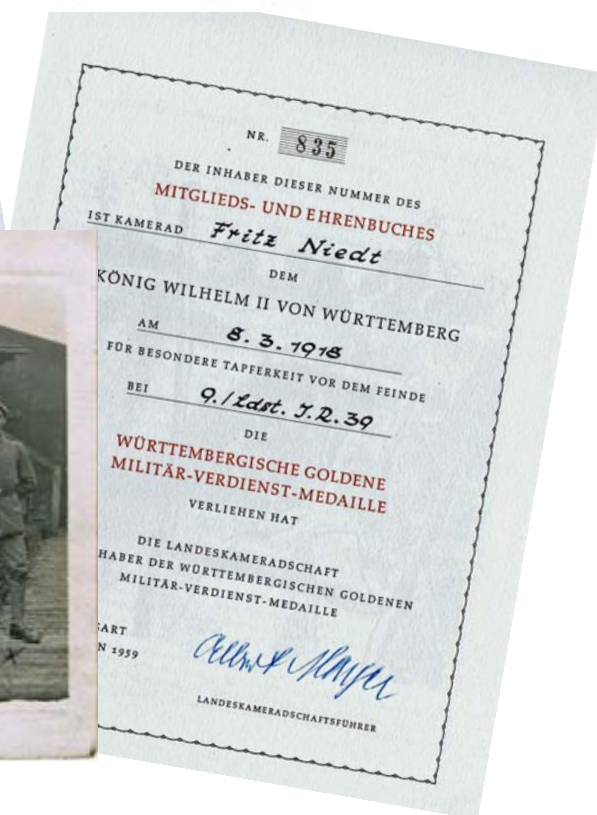 NR. 835
DER INHABER DIESER NUMMER DES
MITGLIEDS- UND EHRENBUCHES
IST KAMERAD Fritz Niedt
DEM
KÖNIG WILHELM II VON WÜRTTEMBERG
AM 8.3.1918
FÜR BESONDERE TAPFERKEIT VOR DEM FEINDE
BEI 9./Ldst. J.R.39
DIE
WÜRTTEMBERGISCHE GOLDENE
MILITÄR-VERDIENST-MEDAILLE
VERLIEHEN HAT
DIE LANDESKAMERADSCHAFT
HABER DER WÜRTTEMBERGISCHEN GOLDENEN
MILITÄR-VERDIENST-MEDAILLE
GART
N 1959
LANDESKAMERADSCHAFTSFÜHRER